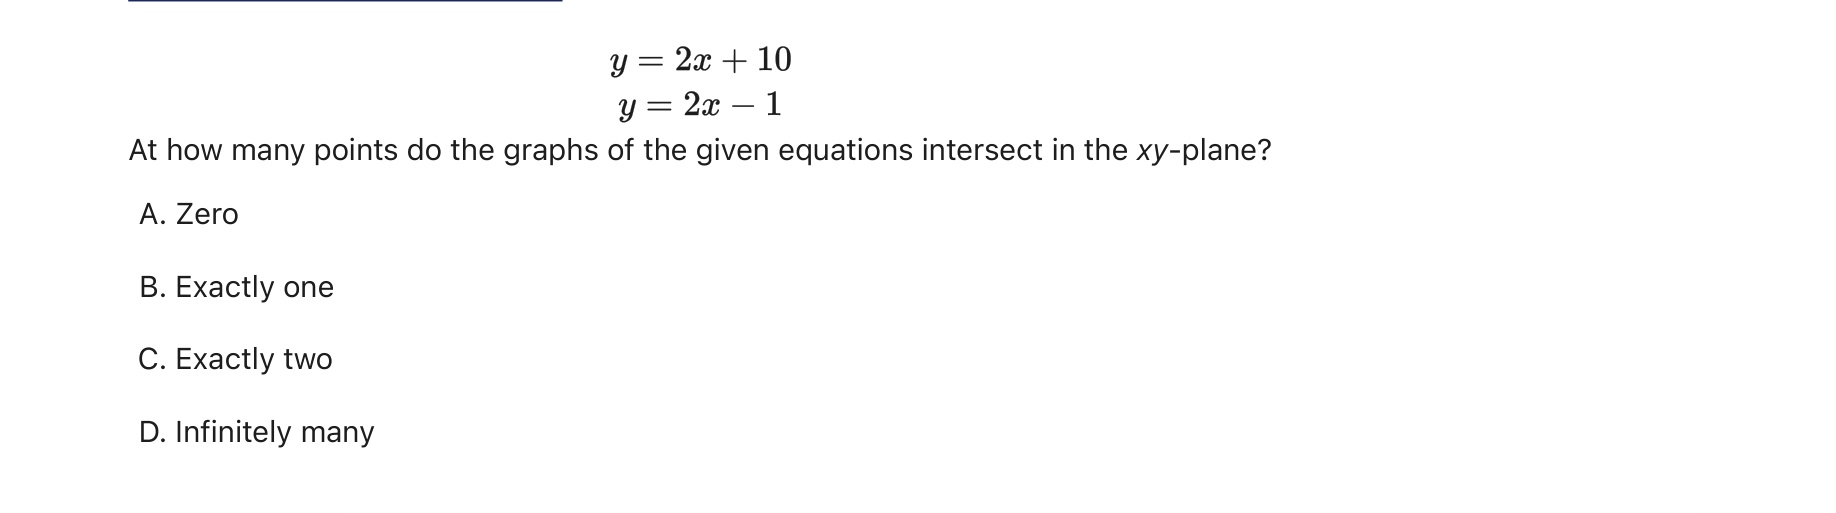 y = 2x + 10
y = 2x − 1
At how many points do the graphs of the given equations intersect in the xy-plane?
A. Zero
B. Exactly one
C. Exactly two
D. Infinitely many